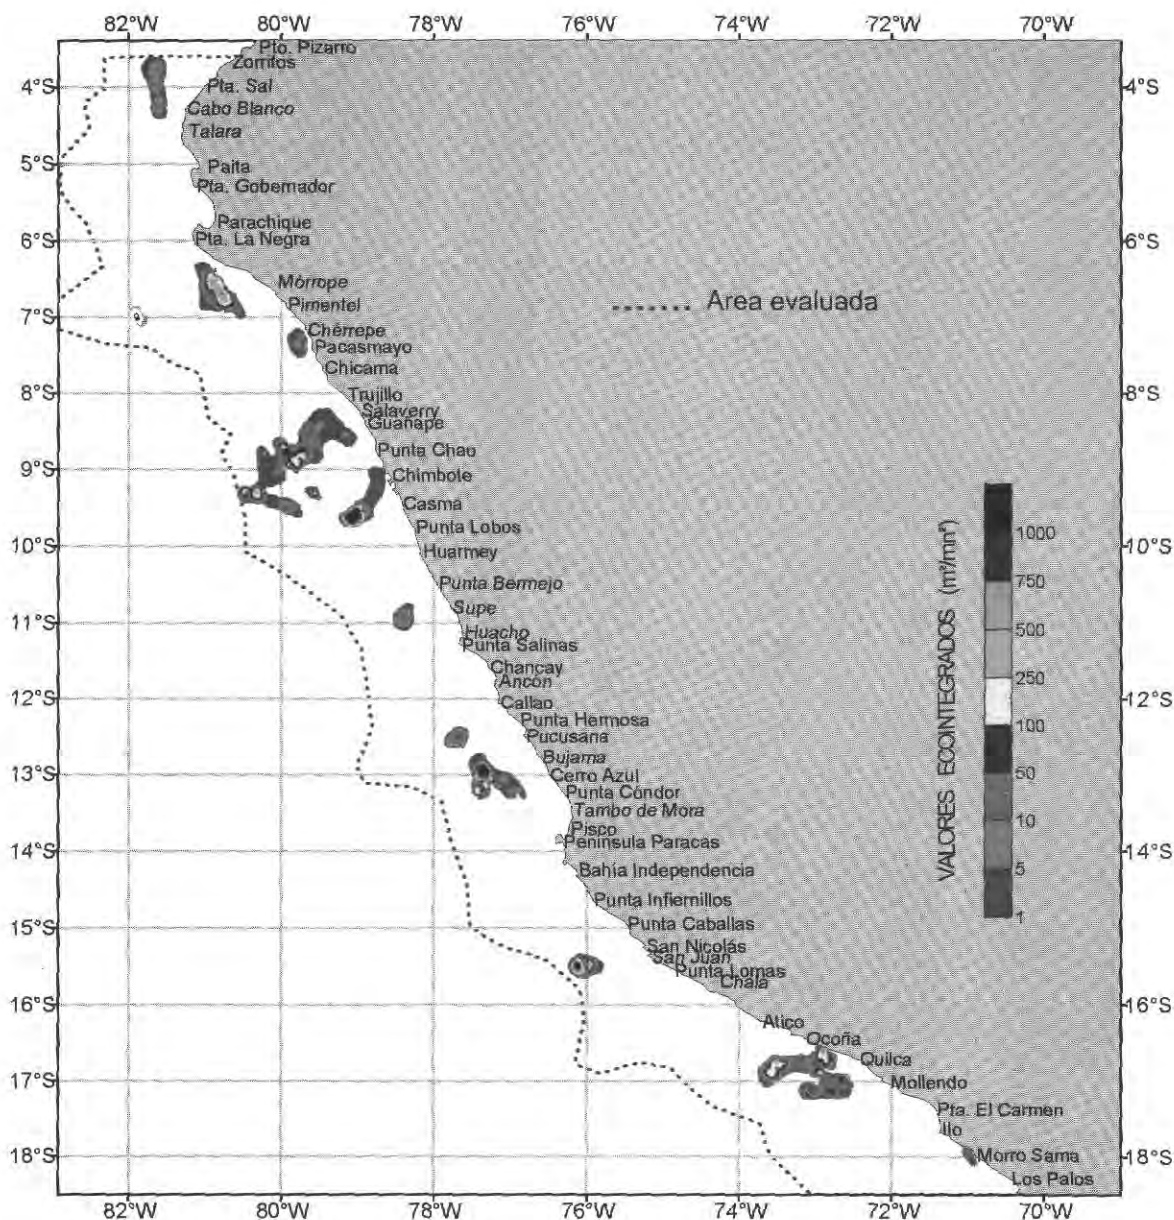 82°W 80°W 78°W 76°W 74°W 72°W 70°W
Pto. Pizarro
Zorritos
4°S Pta. Sal 4°S
Cabo Blanco
Talara
5°S Paita 5°S
Pta. Gobernador
Parachique
6°S Pta. La Negra 6°S
Mórrope
Pimentel Area evaluada
7°S 7°S
Chérrepe
Pacasmayo
Chicama
8°S Trujillo 8°S
Salaverry
Guañape
Punta Chao
9°S Chimbote 9°S
Casma
Punta Lobos
10°S Huarmey 10°S
Punta Bermejo
Supe
11°S Huacho 11°S
Punta Salinas
Chancay
Ancón
12°S Callao 12°S
Punta Hermosa
Pucusana
Bujama
13°S Cerro Azul 13°S
Punta Cóndor
Tambo de Mora
Pisco
14°S Península Paracas 14°S
Bahía Independencia
Punta Infiernillos
15°S Punta Caballas 15°S
San Nicolás
San Juan
Punta Lomas
Chala
16°S 16°S
Atico
Ocoña
Quilca
17°S Mollendo 17°S
Pta. El Carmen
Ilo
18°S Morro Sama 18°S
Los Palos
82°W 80°W 78°W 76°W 74°W 72°W 70°W
VALORES ECOINTEGRADOS (m²/mn²)
1000
750
500
250
100
50
10
5
1